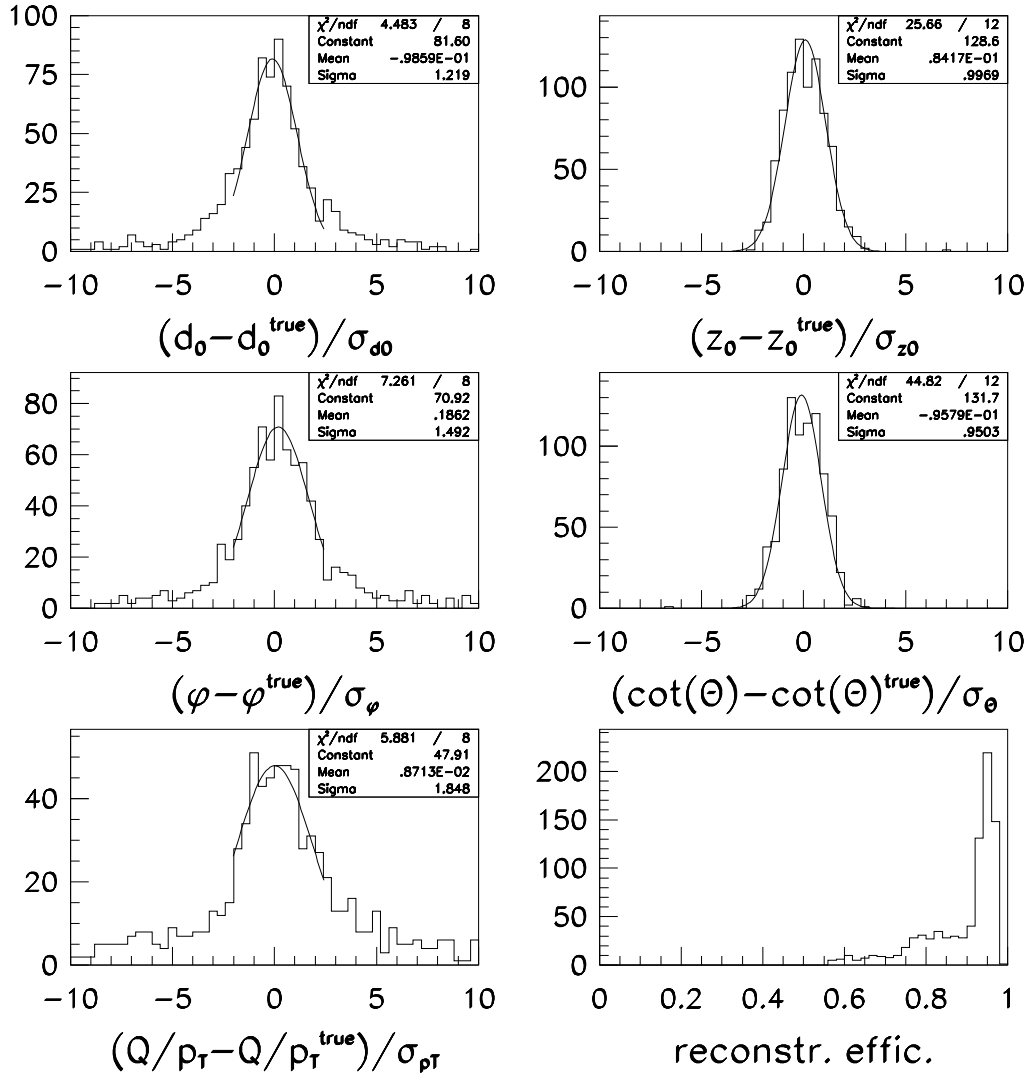 χ²/ndf 4.483 / 8
Constant 81.60
Mean -.9859E-01
Sigma 1.219
100
75
50
25
0
-10 -5 0 5 10
(d₀-d₀ᵗʳᵘᵉ)/σ_d0
χ²/ndf 25.66 / 12
Constant 128.6
Mean .8417E-01
Sigma .9969
100
50
0
-10 -5 0 5 10
(z₀-z₀ᵗʳᵘᵉ)/σ_z0
χ²/ndf 7.261 / 8
Constant 70.92
Mean .1862
Sigma 1.492
80
60
40
20
0
-10 -5 0 5 10
(φ-φᵗʳᵘᵉ)/σ_φ
χ²/ndf 44.82 / 12
Constant 131.7
Mean -.9579E-01
Sigma .9503
100
50
0
-10 -5 0 5 10
(cot(Θ)-cot(Θ)ᵗʳᵘᵉ)/σ_Θ
χ²/ndf 5.881 / 8
Constant 47.91
Mean .8713E-02
Sigma 1.848
40
20
0
-10 -5 0 5 10
(Q/p_T-Q/p_Tᵗʳᵘᵉ)/σ_pT
200
150
100
50
0
0 0.2 0.4 0.6 0.8 1
reconstr. effic.